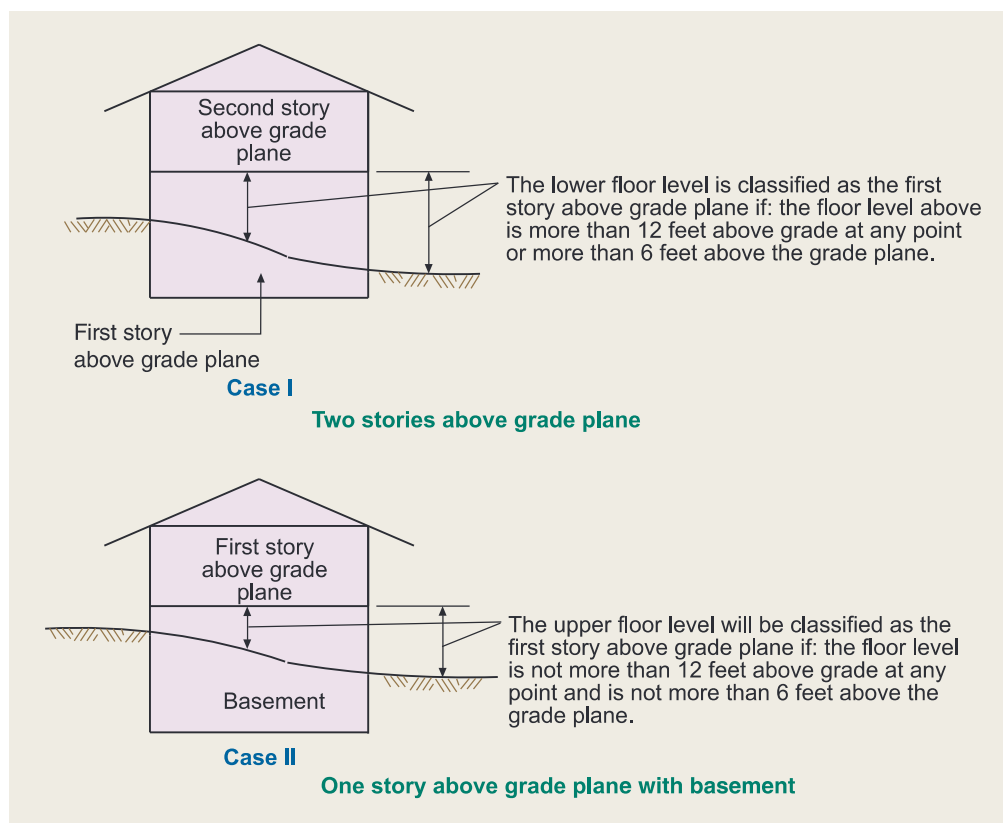 Second story
above grade
plane
The lower floor level is classified as the first
story above grade plane if: the floor level above
is more than 12 feet above grade at any point
or more than 6 feet above the grade plane.
First story
above grade plane
Case I
Two stories above grade plane
First story
above grade
plane
The upper floor level will be classified as the
first story above grade plane if: the floor level
is not more than 12 feet above grade at any
point and is not more than 6 feet above the
grade plane.
Basement
Case II
One story above grade plane with basement